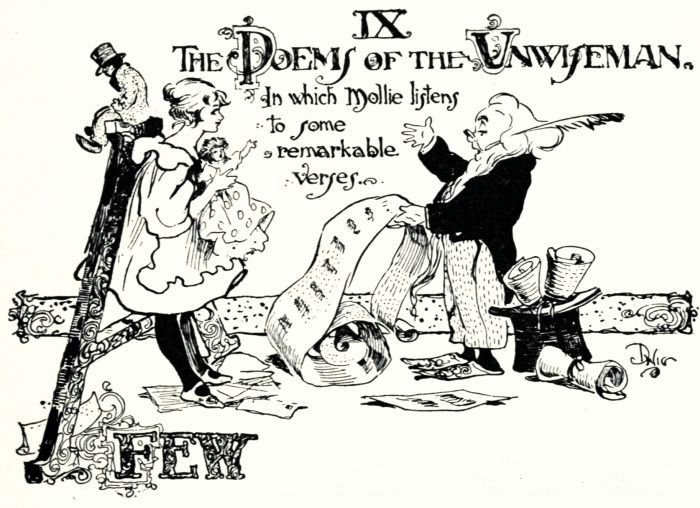 IX
THE POEMS OF THE UNWISEMAN.
In which Mollie listens
to some
remarkable
verses.
A FEW